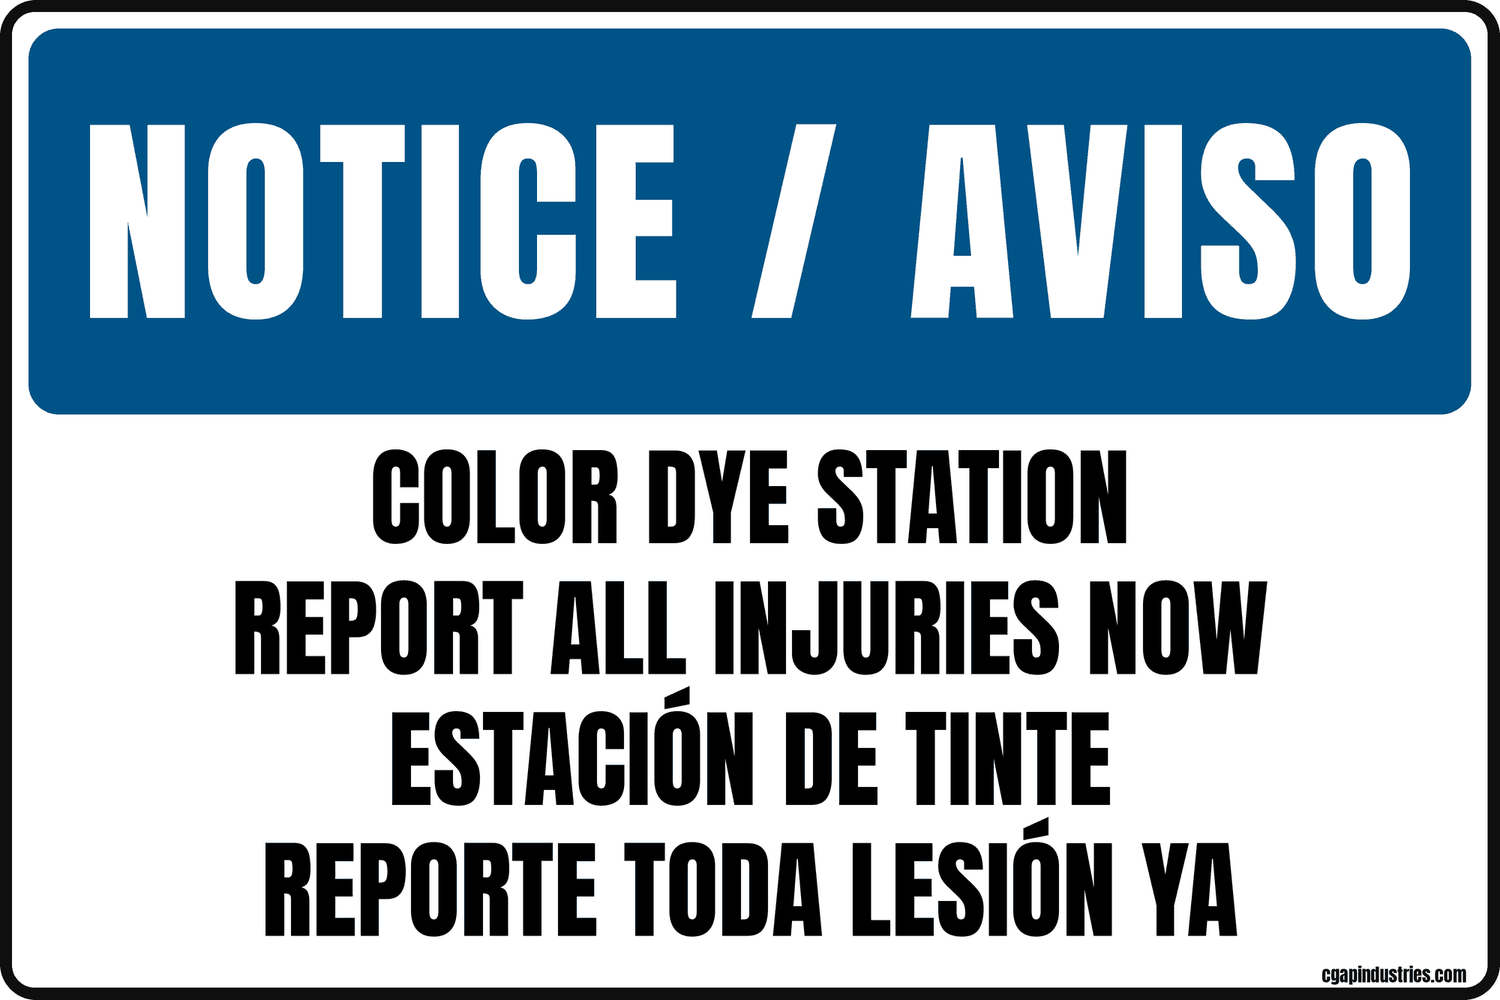 NOTICE / AVISO
COLOR DYE STATION
REPORT ALL INJURIES NOW
ESTACIÓN DE TINTE
REPORTE TODA LESIÓN YA
cgapindustries.com